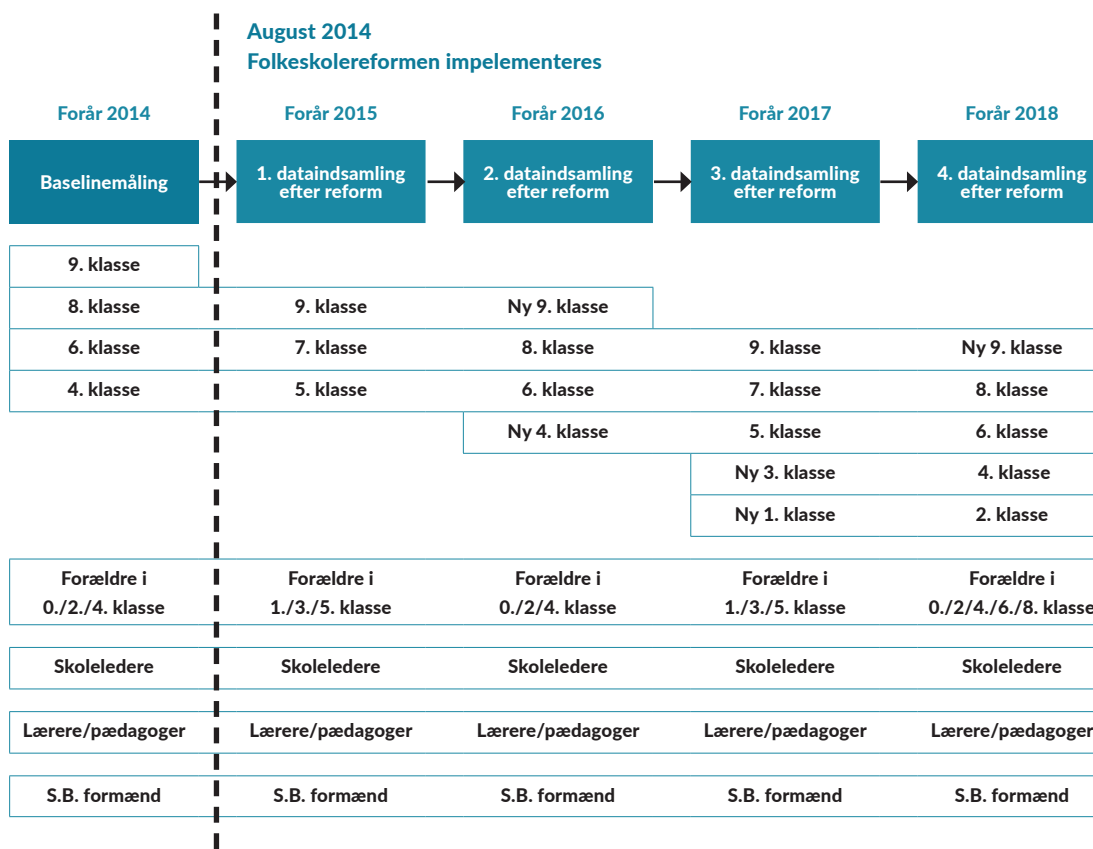 August 2014
Folkeskolereformen impelementeres
Forår 2014
Forår 2015
Forår 2016
Forår 2017
Forår 2018
Baselinemåling
1. dataindsamling
efter reform
2. dataindsamling
efter reform
3. dataindsamling
efter reform
4. dataindsamling
efter reform
9. klasse
8. klasse
9. klasse
Ny 9. klasse
6. klasse
7. klasse
8. klasse
9. klasse
Ny 9. klasse
4. klasse
5. klasse
6. klasse
7. klasse
8. klasse
Ny 4. klasse
5. klasse
6. klasse
Ny 3. klasse
4. klasse
Ny 1. klasse
2. klasse
Forældre i
0./2./4. klasse
Forældre i
1./3./5. klasse
Forældre i
0./2/4. klasse
Forældre i
1./3./5. klasse
Forældre i
0./2/4./6./8. klasse
Skoleledere
Skoleledere
Skoleledere
Skoleledere
Skoleledere
Lærere/pædagoger
Lærere/pædagoger
Lærere/pædagoger
Lærere/pædagoger
Lærere/pædagoger
S.B. formænd
S.B. formænd
S.B. formænd
S.B. formænd
S.B. formænd